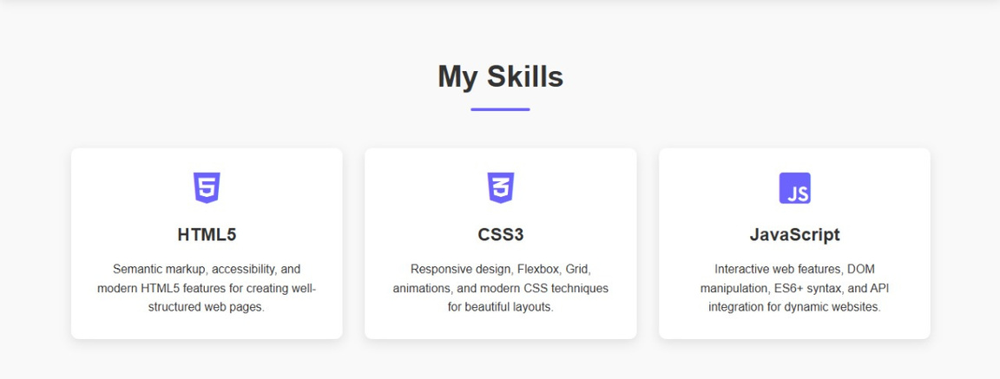 My Skills
HTML5
Semantic markup, accessibility, and
modern HTML5 features for creating well-
structured web pages.
CSS3
Responsive design, Flexbox, Grid,
animations, and modern CSS techniques
for beautiful layouts.
JS
JavaScript
Interactive web features, DOM
manipulation, ES6+ syntax, and API
integration for dynamic websites.